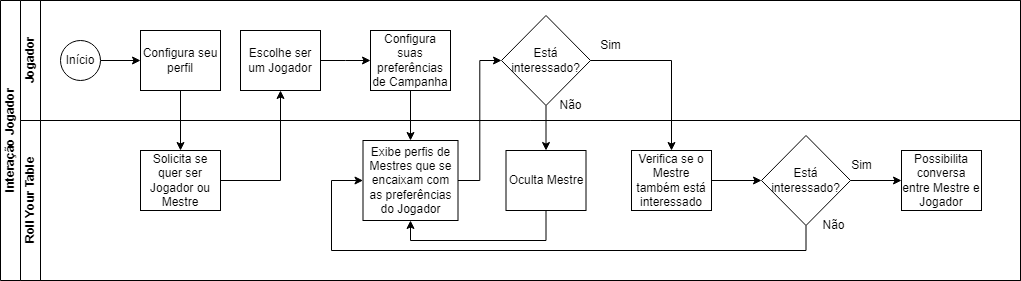 Interação Jogador
Jogador
Início
Configura seu
perfil
Escolhe ser
um Jogador
Configura
suas
preferências
de Campanha
Está
interessado?
Sim
Não
Roll Your Table
Solicita se
quer ser
Jogador ou
Mestre
Exibe perfis de
Mestres que se
encaixam com
as preferências
do Jogador
Oculta Mestre
Verifica se o
Mestre
também está
interessado
Está
interessado?
Sim
Não
Possibilita
conversa
entre Mestre e
Jogador